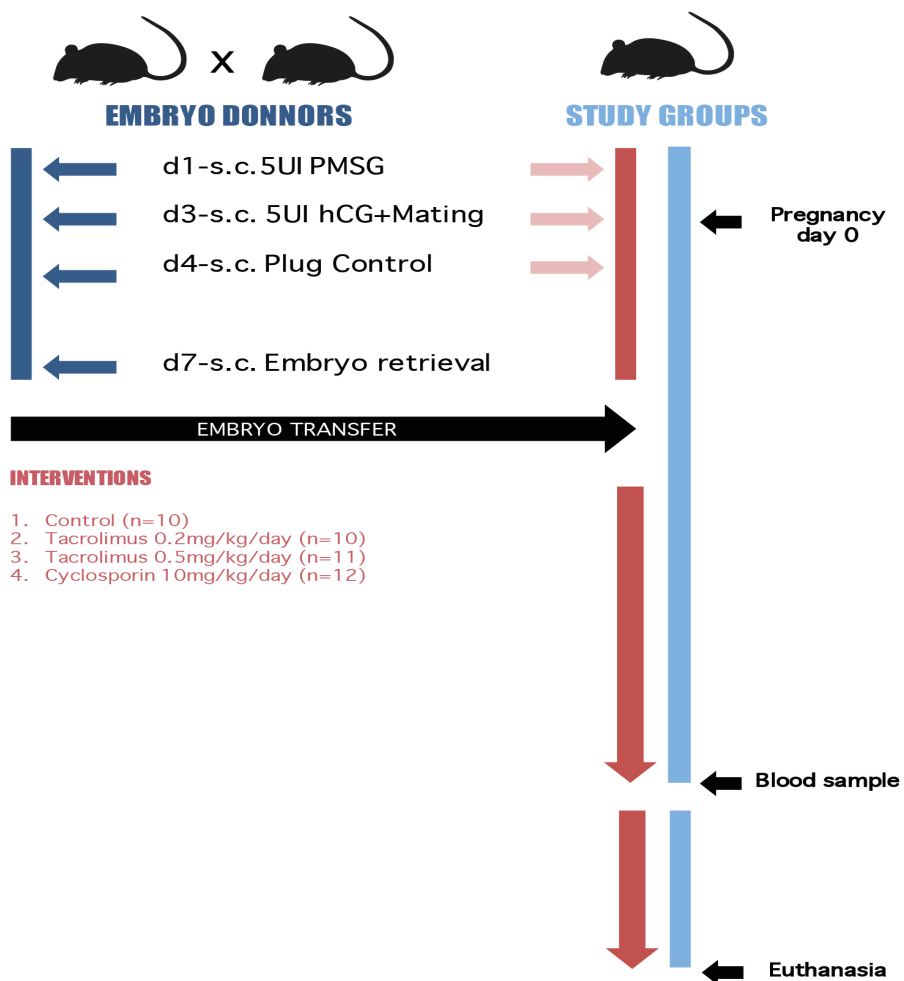 x
EMBRYO DONNORS
STUDY GROUPS
d1-s.c. 5UI PMSG
d3-s.c. 5UI hCG+Mating
d4-s.c. Plug Control
d7-s.c. Embryo retrieval
Pregnancy
day 0
EMBRYO TRANSFER
INTERVENTIONS
1. Control (n=10)
2. Tacrolimus 0.2mg/kg/day (n=10)
3. Tacrolimus 0.5mg/kg/day (n=11)
4. Cyclosporin 10mg/kg/day (n=12)
Blood sample
Euthanasia